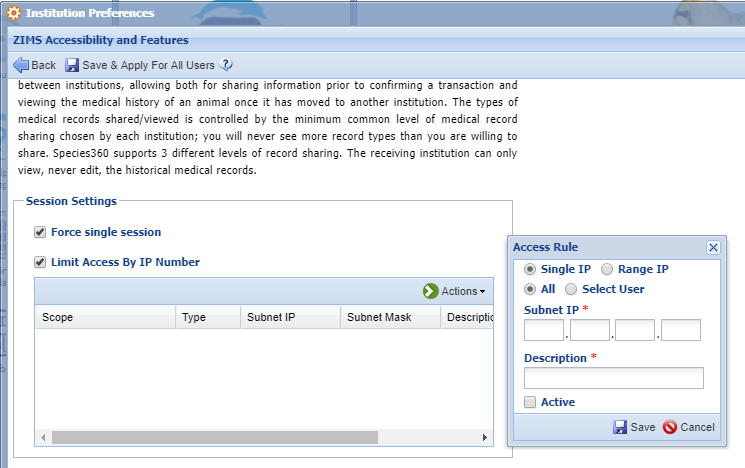 Institution Preferences
ZIMS Accessibility and Features
Back Save & Apply For All Users ?
between institutions, allowing both for sharing information prior to confirming a transaction and
viewing the medical history of an animal once it has moved to another institution. The types of
medical records shared/viewed is controlled by the minimum common level of medical record
sharing chosen by each institution; you will never see more record types than you are willing to
share. Species360 supports 3 different levels of record sharing. The receiving institution can only
view, never edit, the historical medical records.
Session Settings
Force single session
Limit Access By IP Number
Actions
Scope Type Subnet IP Subnet Mask Descriptio
Access Rule
Single IP Range IP
All Select User
Subnet IP *
. . .
Description *
Active
Save Cancel